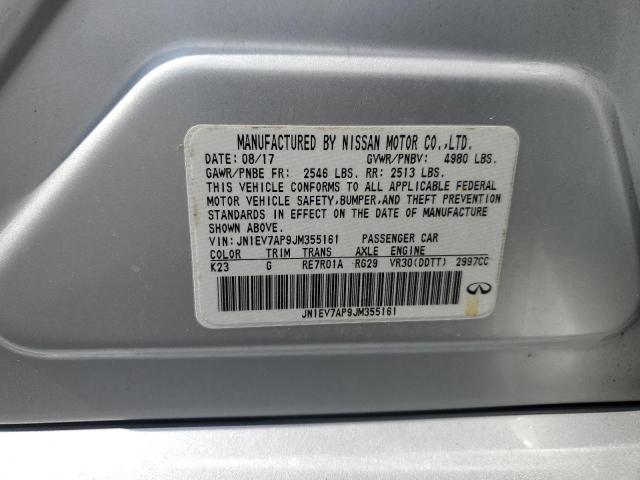 MANUFACTURED BY NISSAN MOTOR CO.,LTD.
DATE: 08/17 GVWR/PNBV: 4980 LBS.
GAWR/PNBE FR: 2546 LBS. RR: 2513 LBS.
THIS VEHICLE CONFORMS TO ALL APPLICABLE FEDERAL
MOTOR VEHICLE SAFETY,BUMPER,AND THEFT PREVENTION
STANDARDS IN EFFECT ON THE DATE OF MANUFACTURE
SHOWN ABOVE.
VIN: JN1EV7AP9JM355161 PASSENGER CAR
COLOR TRIM TRANS AXLE ENGINE
K23 G RE7R01A RG29 VR30(DDTT) 2997CC
JN1EV7AP9JM355161